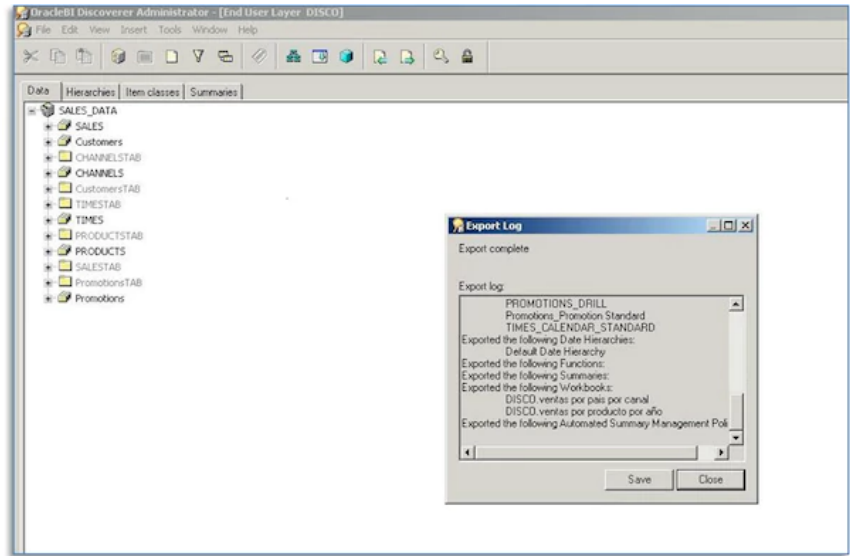 OracleBI Discoverer Administrator - [End User Layer DISCO]
File Edit View Insert Tools Window Help
Data Hierarchies Item classes Summaries
SALES_DATA
SALES
Customers
CHANNELSTAB
CHANNELS
CustomersTAB
TIMESTAB
TIMES
PRODUCTSTAB
PRODUCTS
SALESTAB
PromotionsTAB
Promotions
Export Log
Export complete
Export log:
PROMOTIONS_DRILL
Promotions_Promotion Standard
TIMES_CALENDAR_STANDARD
Exported the following Date Hierarchies:
Default Date Hierarchy
Exported the following Functions:
Exported the following Summaries:
Exported the following Workbooks:
DISCO.ventas por pais por canal
DISCO.ventas por producto por año
Exported the following Automated Summary Management Poli
Save Close